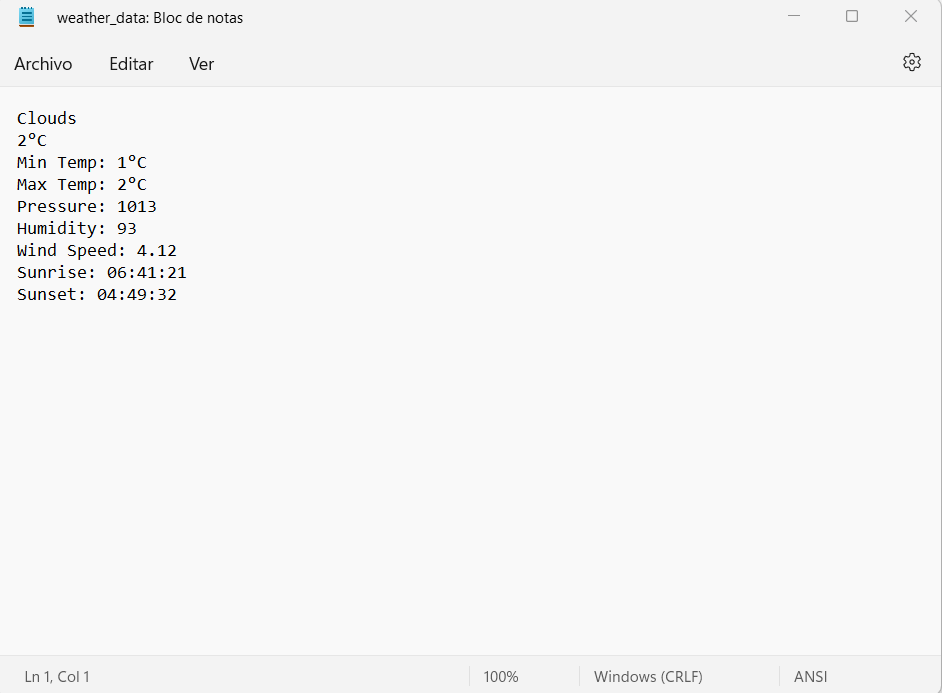 weather_data: Bloc de notas
Archivo Editar Ver
Clouds
2°C
Min Temp: 1°C
Max Temp: 2°C
Pressure: 1013
Humidity: 93
Wind Speed: 4.12
Sunrise: 06:41:21
Sunset: 04:49:32
Ln 1, Col 1 100% Windows (CRLF) ANSI